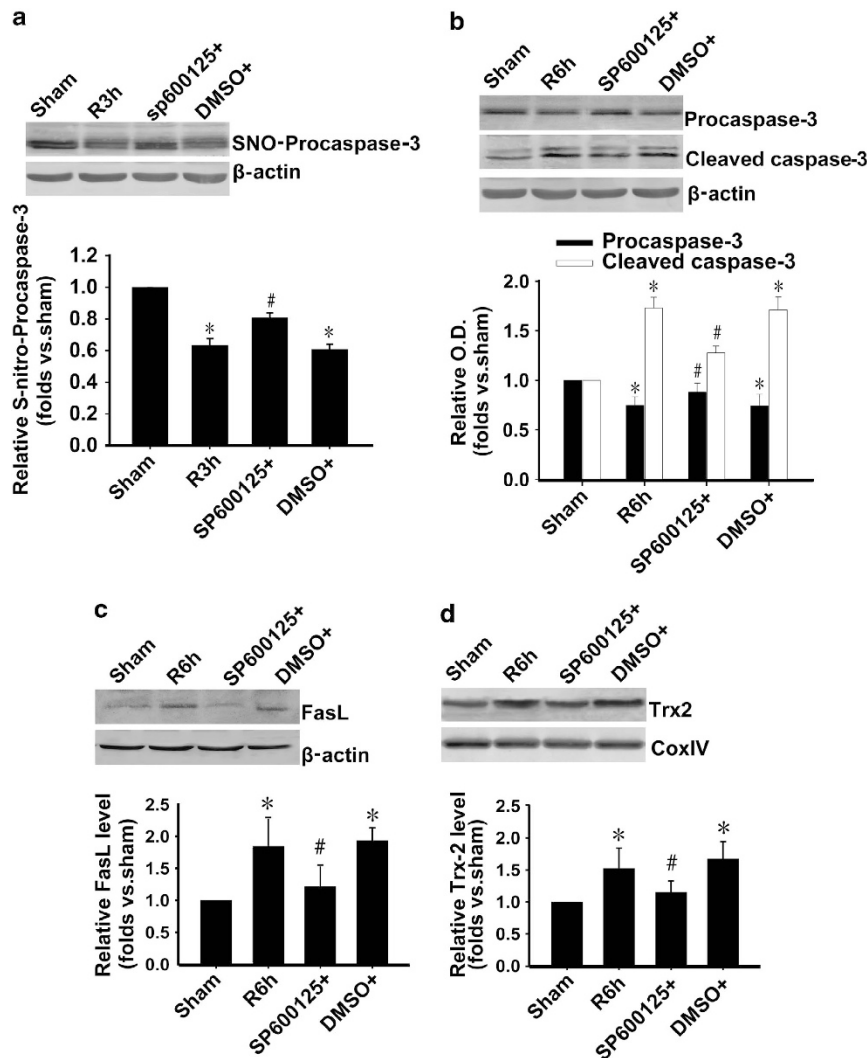 a
Sham
R3h
sp600125+
DMSO+
SNO-Procaspase-3
β-actin
Relative S-nitro-Procaspase-3
(folds vs.sham)
1.2
1.0
0.8
0.6
0.4
0.2
0.0
*
#
*
Sham
R3h
SP600125+
DMSO+
b
Sham
R6h
SP600125+
DMSO+
Procaspase-3
Cleaved caspase-3
β-actin
Procaspase-3
Cleaved caspase-3
Relative O.D.
(folds vs.sham)
2.0
1.5
1.0
0.5
0.0
*
*
#
#
*
*
Sham
R6h
SP600125+
DMSO+
c
Sham
R6h
SP600125+
DMSO+
FasL
β-actin
Relative FasL level
(folds vs.sham)
2.5
2.0
1.5
1.0
0.5
0.0
*
#
*
Sham
R6h
SP600125+
DMSO+
d
Sham
R6h
SP600125+
DMSO+
Trx2
CoxIV
Relative Trx-2 level
(folds vs.sham)
2.5
2.0
1.5
1.0
0.5
0.0
*
#
*
Sham
R6h
SP600125+
DMSO+